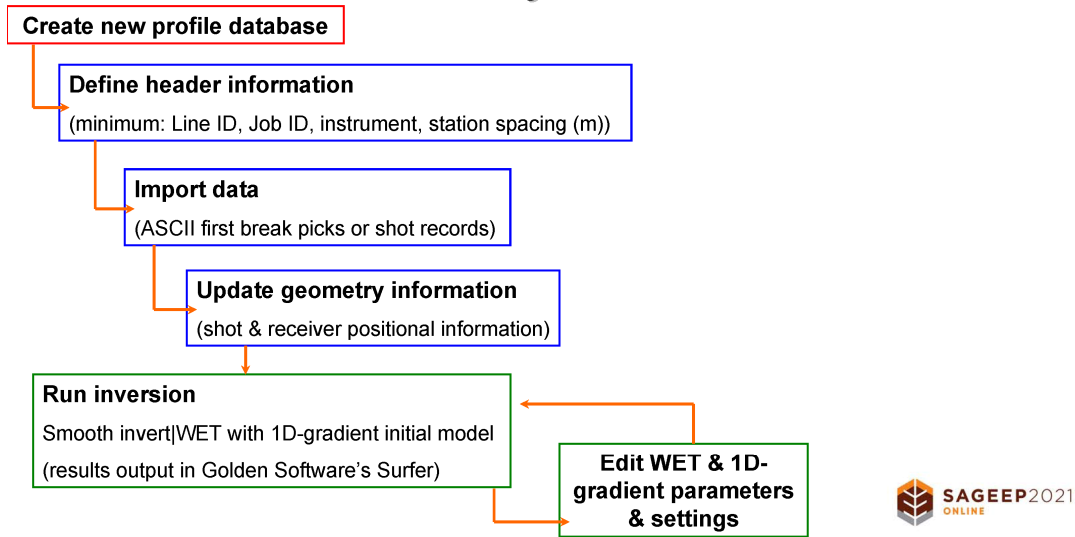 Create new profile database
Define header information
(minimum: Line ID, Job ID, instrument, station spacing (m))
Import data
(ASCII first break picks or shot records)
Update geometry information
(shot & receiver positional information)
Run inversion
Smooth invert|WET with 1D-gradient initial model
(results output in Golden Software's Surfer)
Edit WET & 1D-
gradient parameters
& settings
SAGEEP2021
ONLINE